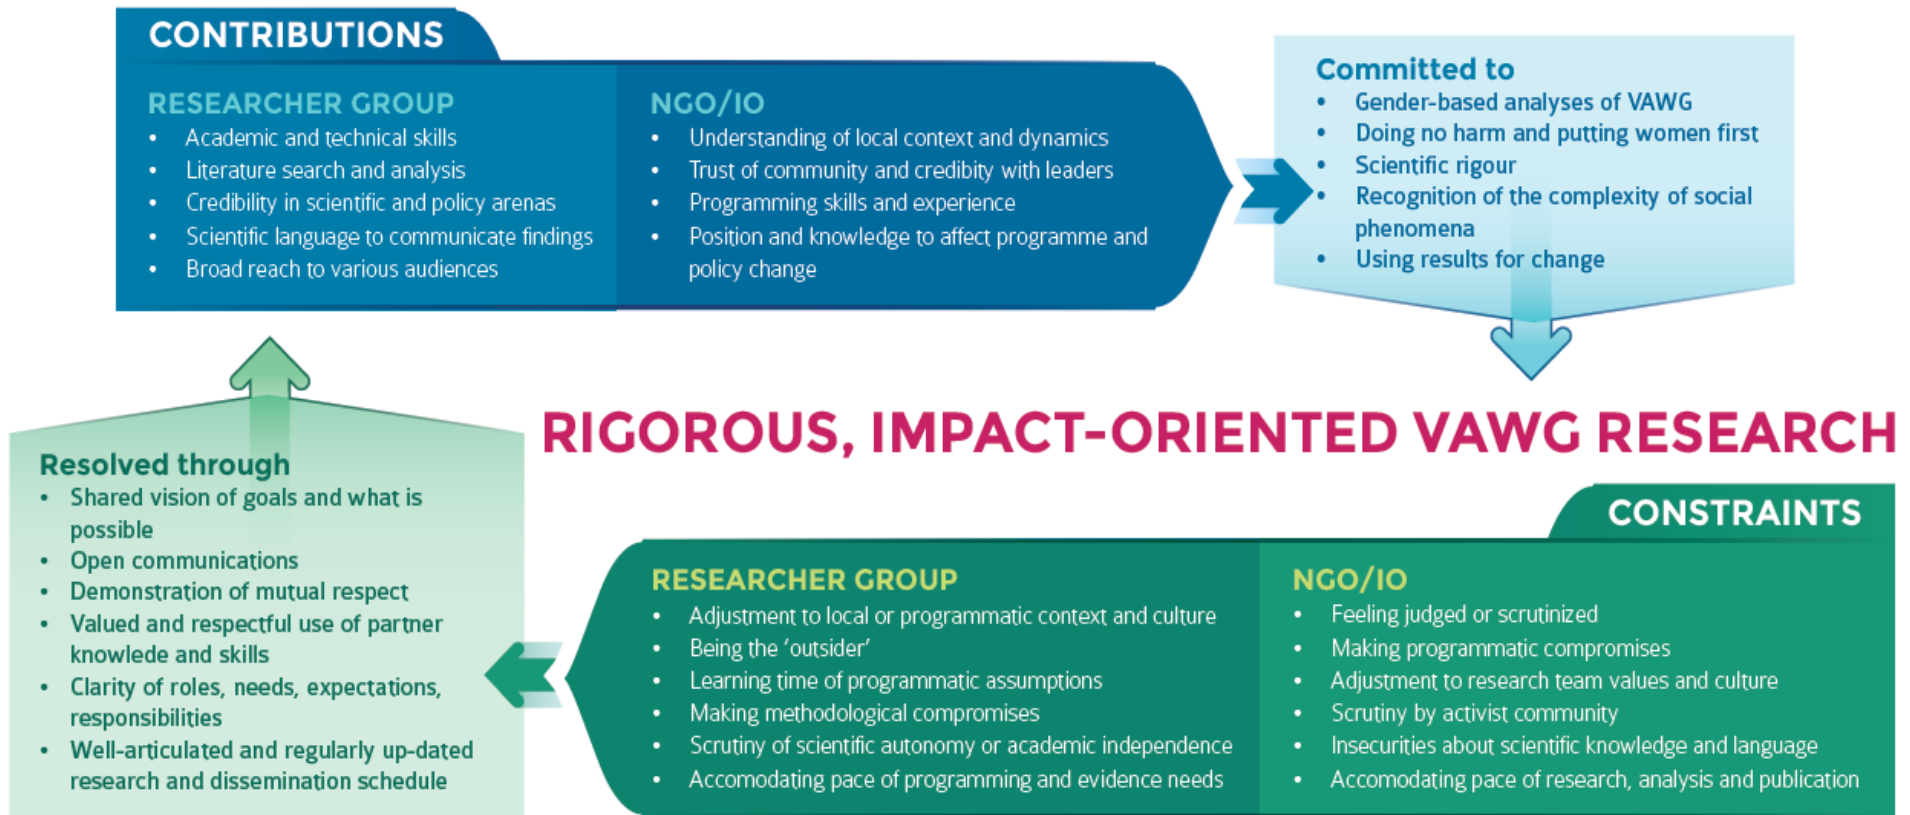 CONTRIBUTIONS
RESEARCHER GROUP
• Academic and technical skills
• Literature search and analysis
• Credibility in scientific and policy arenas
• Scientific language to communicate findings
• Broad reach to various audiences
NGO/IO
• Understanding of local context and dynamics
• Trust of community and credibity with leaders
• Programming skills and experience
• Position and knowledge to affect programme and
policy change
Committed to
• Gender-based analyses of VAWG
• Doing no harm and putting women first
• Scientific rigour
• Recognition of the complexity of social
phenomena
• Using results for change
RIGOROUS, IMPACT-ORIENTED VAWG RESEARCH
CONSTRAINTS
RESEARCHER GROUP
• Adjustment to local or programmatic context and culture
• Being the ‘outsider’
• Learning time of programmatic assumptions
• Making methodological compromises
• Scrutiny of scientific autonomy or academic independence
• Accomodating pace of programming and evidence needs
NGO/IO
• Feeling judged or scrutinized
• Making programmatic compromises
• Adjustment to research team values and culture
• Scrutiny by activist community
• Insecurities about scientific knowledge and language
• Accomodating pace of research, analysis and publication
Resolved through
• Shared vision of goals and what is
possible
• Open communications
• Demonstration of mutual respect
• Valued and respectful use of partner
knowlede and skills
• Clarity of roles, needs, expectations,
responsibilities
• Well-articulated and regularly up-dated
research and dissemination schedule